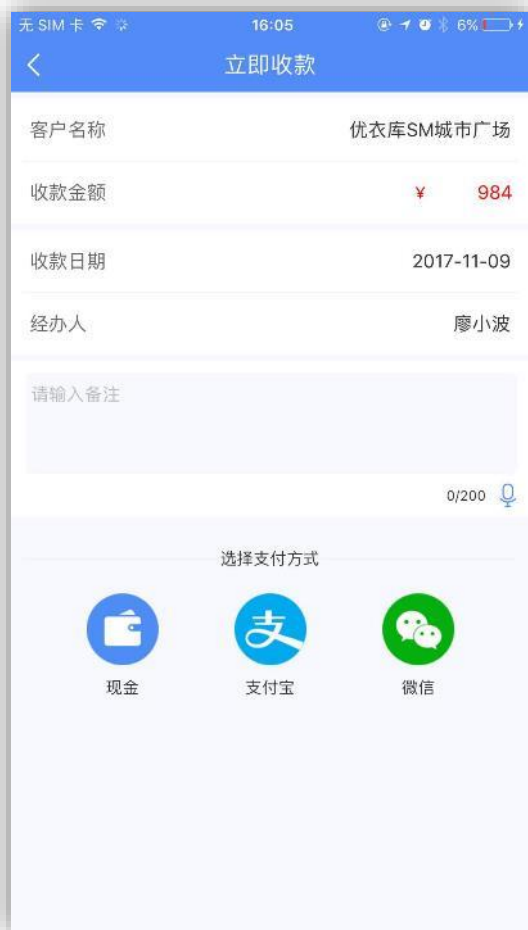 无 SIM 卡 16:05 6%
立即收款
客户名称 优衣库SM城市广场
收款金额 ¥ 984
收款日期 2017-11-09
经办人 廖小波
请输入备注
0/200
选择支付方式
支
现金 支付宝 微信